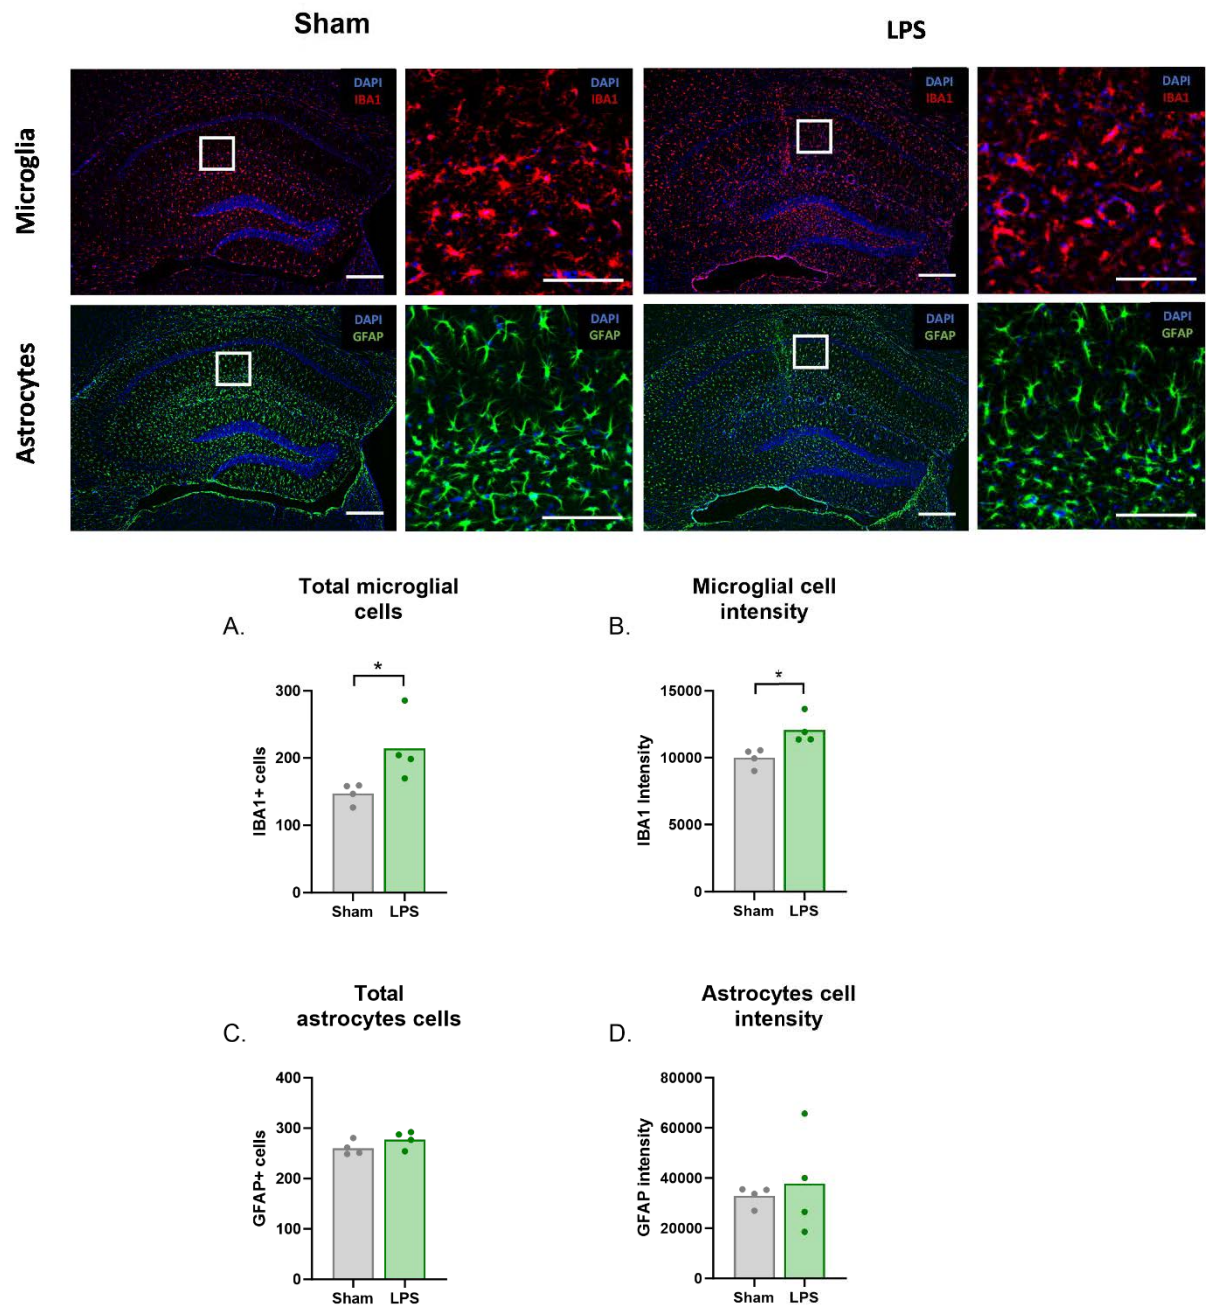 Sham
LPS
Microglia
DAPI
IBA1
DAPI
IBA1
DAPI
IBA1
DAPI
IBA1
Astrocytes
DAPI
GFAP
DAPI
GFAP
DAPI
GFAP
DAPI
GFAP
A.
Total microglial
cells
*
IBA1+ cells
300
200
100
0
Sham LPS
B.
Microglial cell
intensity
*
IBA1 Intensity
15000
10000
5000
0
Sham LPS
C.
Total
astrocytes cells
GFAP+ cells
400
300
200
100
0
Sham LPS
D.
Astrocytes cell
intensity
GFAP intensity
80000
60000
40000
20000
0
Sham LPS